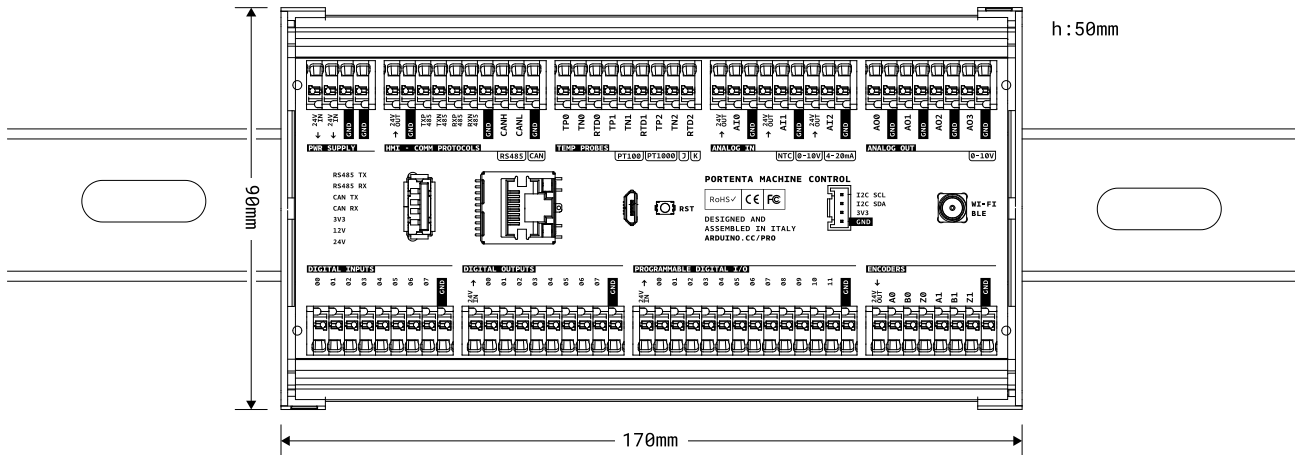 h:50mm
90mm
24V IN 24V IN GND GND
24V OUT GND TXP 485 TXN 485 RXP 485 RXN 485 GND CANH CANL GND
TP0 TN0 RTD0 TP1 TN1 RTD1 TP2 TN2 RTD2
24V OUT AI0 GND 24V OUT AI1 GND 24V OUT AI2 GND
AO0 GND AO1 GND AO2 GND AO3 GND
PWR SUPPLY
HMI - COMM PROTOCOLS
RS485 CAN
TEMP PROBES
PT100 PT1000 J K
ANALOG IN
NTC 0-10V 4-20mA
ANALOG OUT
0-10V
RS485 TX
RS485 RX
CAN TX
CAN RX
3V3
12V
24V
RST
PORTENTA MACHINE CONTROL
RoHS✓ CE FC
DESIGNED AND
ASSEMBLED IN ITALY
ARDUINO.CC/PRO
I2C SCL
I2C SDA
3V3
GND
WI-FI
BLE
DIGITAL INPUTS
DIGITAL OUTPUTS
PROGRAMMABLE DIGITAL I/O
ENCODERS
00 01 02 03 04 05 06 07 GND
24V IN 00 01 02 03 04 05 06 07 GND
24V IN 00 01 02 03 04 05 06 07 08 09 10 11 GND
24V OUT A0 B0 Z0 A1 B1 Z1 GND
170mm